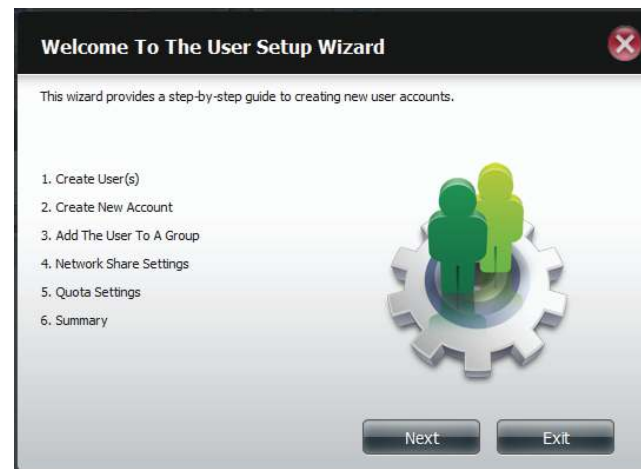 Welcome To The User Setup Wizard
This wizard provides a step-by-step guide to creating new user accounts.
1. Create User(s)
2. Create New Account
3. Add The User To A Group
4. Network Share Settings
5. Quota Settings
6. Summary
Next Exit